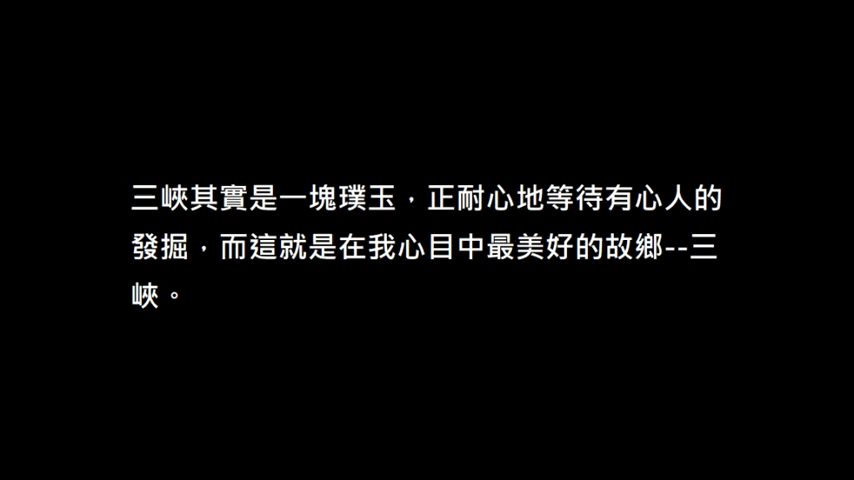 三峽其實是一塊璞玉，正耐心地等待有心人的
發掘，而這就是在我心目中最美好的故鄉--三
峽。